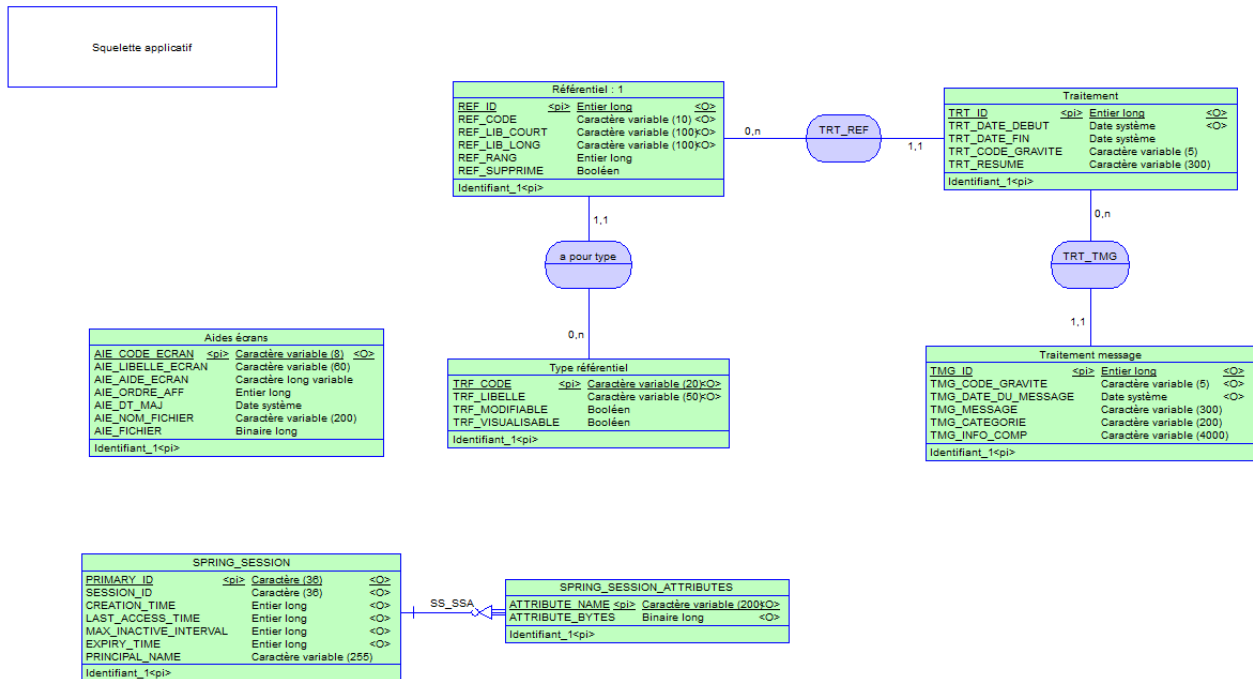 Squelette applicatif
Référentiel : 1
REF_ID <pi> Entier long <O>
REF_CODE Caractère variable (10) <O>
REF_LIB_COURT Caractère variable (100)<O>
REF_LIB_LONG Caractère variable (100)<O>
REF_RANG Entier long
REF_SUPPRIME Booléen
Identifiant_1<pi>
0,n
TRT_REF
1,1
Traitement
TRT_ID <pi> Entier long <O>
TRT_DATE_DEBUT Date système <O>
TRT_DATE_FIN Date système
TRT_CODE_GRAVITE Caractère variable (5)
TRT_RESUME Caractère variable (300)
Identifiant_1<pi>
1,1
a pour type
0,n
0,n
TRT_TMG
1,1
Aides écrans
AIE_CODE_ECRAN <pi> Caractère variable (8) <O>
AIE_LIBELLE_ECRAN Caractère variable (60)
AIE_AIDE_ECRAN Caractère long variable
AIE_ORDRE_AFF Entier long
AIE_DT_MAJ Date système
AIE_NOM_FICHIER Caractère variable (200)
AIE_FICHIER Binaire long
Identifiant_1<pi>
Type référentiel
TRF_CODE <pi> Caractère variable (20)<O>
TRF_LIBELLE Caractère variable (50)<O>
TRF_MODIFIABLE Booléen
TRF_VISUALISABLE Booléen
Identifiant_1<pi>
Traitement message
TMG_ID <pi> Entier long <O>
TMG_CODE_GRAVITE Caractère variable (5) <O>
TMG_DATE_DU_MESSAGE Date système <O>
TMG_MESSAGE Caractère variable (300)
TMG_CATEGORIE Caractère variable (200)
TMG_INFO_COMP Caractère variable (4000)
Identifiant_1<pi>
SPRING_SESSION
PRIMARY_ID <pi> Caractère (36) <O>
SESSION_ID Caractère (36) <O>
CREATION_TIME Entier long <O>
LAST_ACCESS_TIME Entier long <O>
MAX_INACTIVE_INTERVAL Entier long <O>
EXPIRY_TIME Entier long <O>
PRINCIPAL_NAME Caractère variable (255)
Identifiant_1<pi>
SS_SSA
SPRING_SESSION_ATTRIBUTES
ATTRIBUTE_NAME <pi> Caractère variable (200)<O>
ATTRIBUTE_BYTES Binaire long <O>
Identifiant_1<pi>